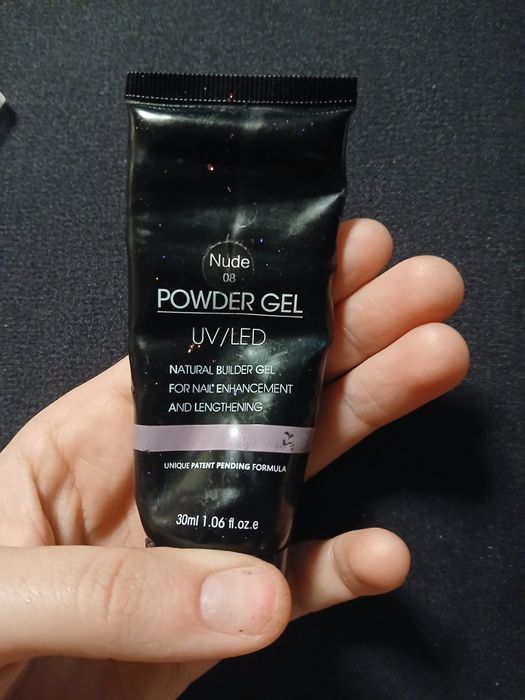 Nude
08
POWDER GEL
UV/LED
NATURAL BUILDER GEL
FOR NAIL ENHANCEMENT
AND LENGTHENING
UNIQUE PATENT PENDING FORMULA
30ml 1.06 fl.oz.e